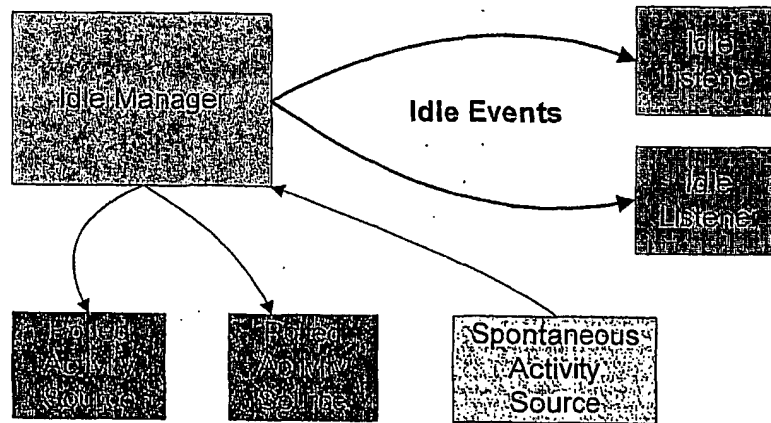 Idle Manager
Idle Events
Idle
Listener
Idle
Listener
Polled
Activity
Source
Polled
Activity
Source
Spontaneous
Activity
Source